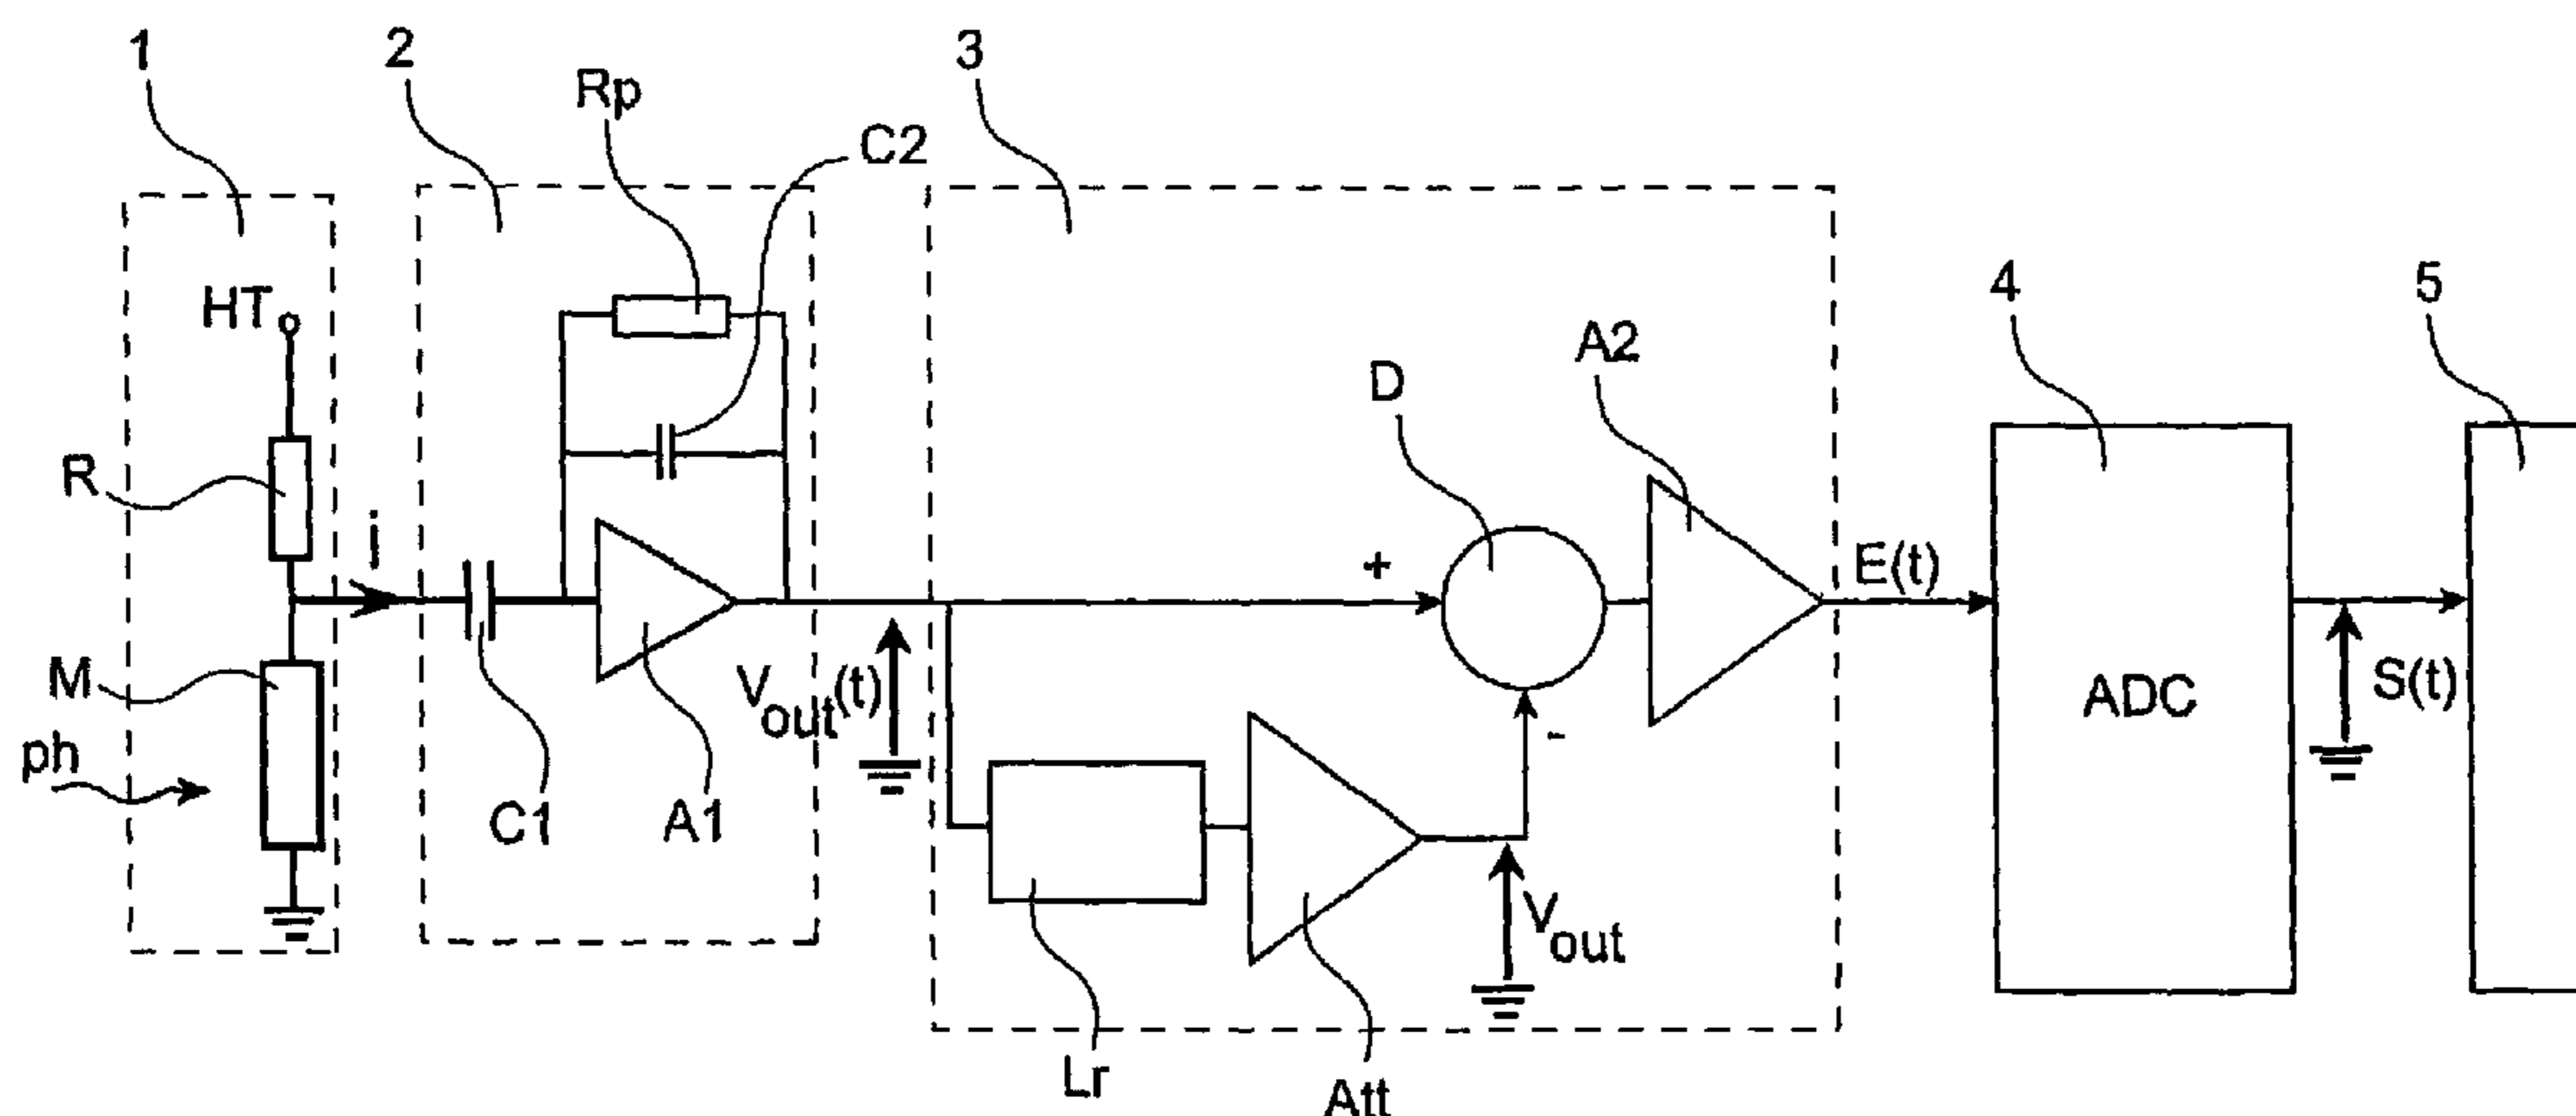 1
2
3
Rp
C2
HT
4
5
A2
D
R
i
+
E(t)
M
Vout(t)
ADC
S(t)
ph
-
C1
A1
Vout
Lr
Att